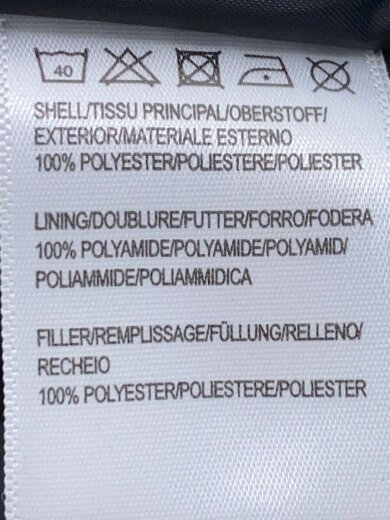 40
SHELL/TISSU PRINCIPAL/OBERSTOFF/
EXTERIOR/MATERIALE ESTERNO
100% POLYESTER/POLIESTERE/POLIESTER
LINING/DOUBLURE/FUTTER/FORRO/FODERA
100% POLYAMIDE/POLYAMIDE/POLYAMID/
POLIAMMIDE/POLIAMMIDICA
FILLER/REMPLISSAGE/FÜLLUNG/RELLENO/
RECHEIO
100% POLYESTER/POLIESTERE/POLIESTER